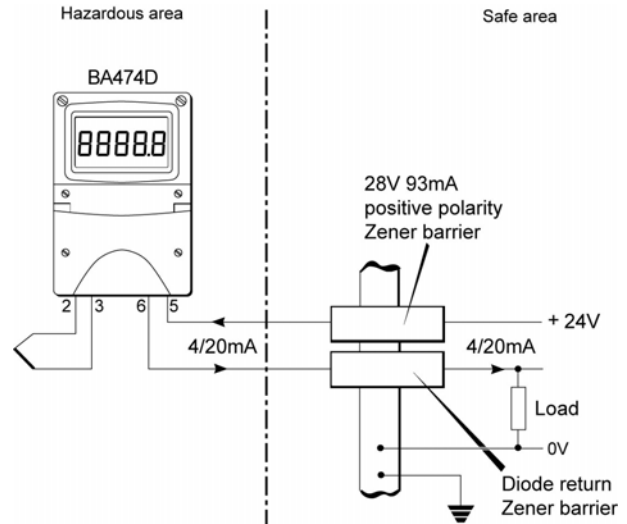 Hazardous area
Safe area
BA474D
8888.8
28V 93mA
positive polarity
Zener barrier
2 3 6 5
+ 24V
4/20mA
4/20mA
Load
0V
Diode return
Zener barrier